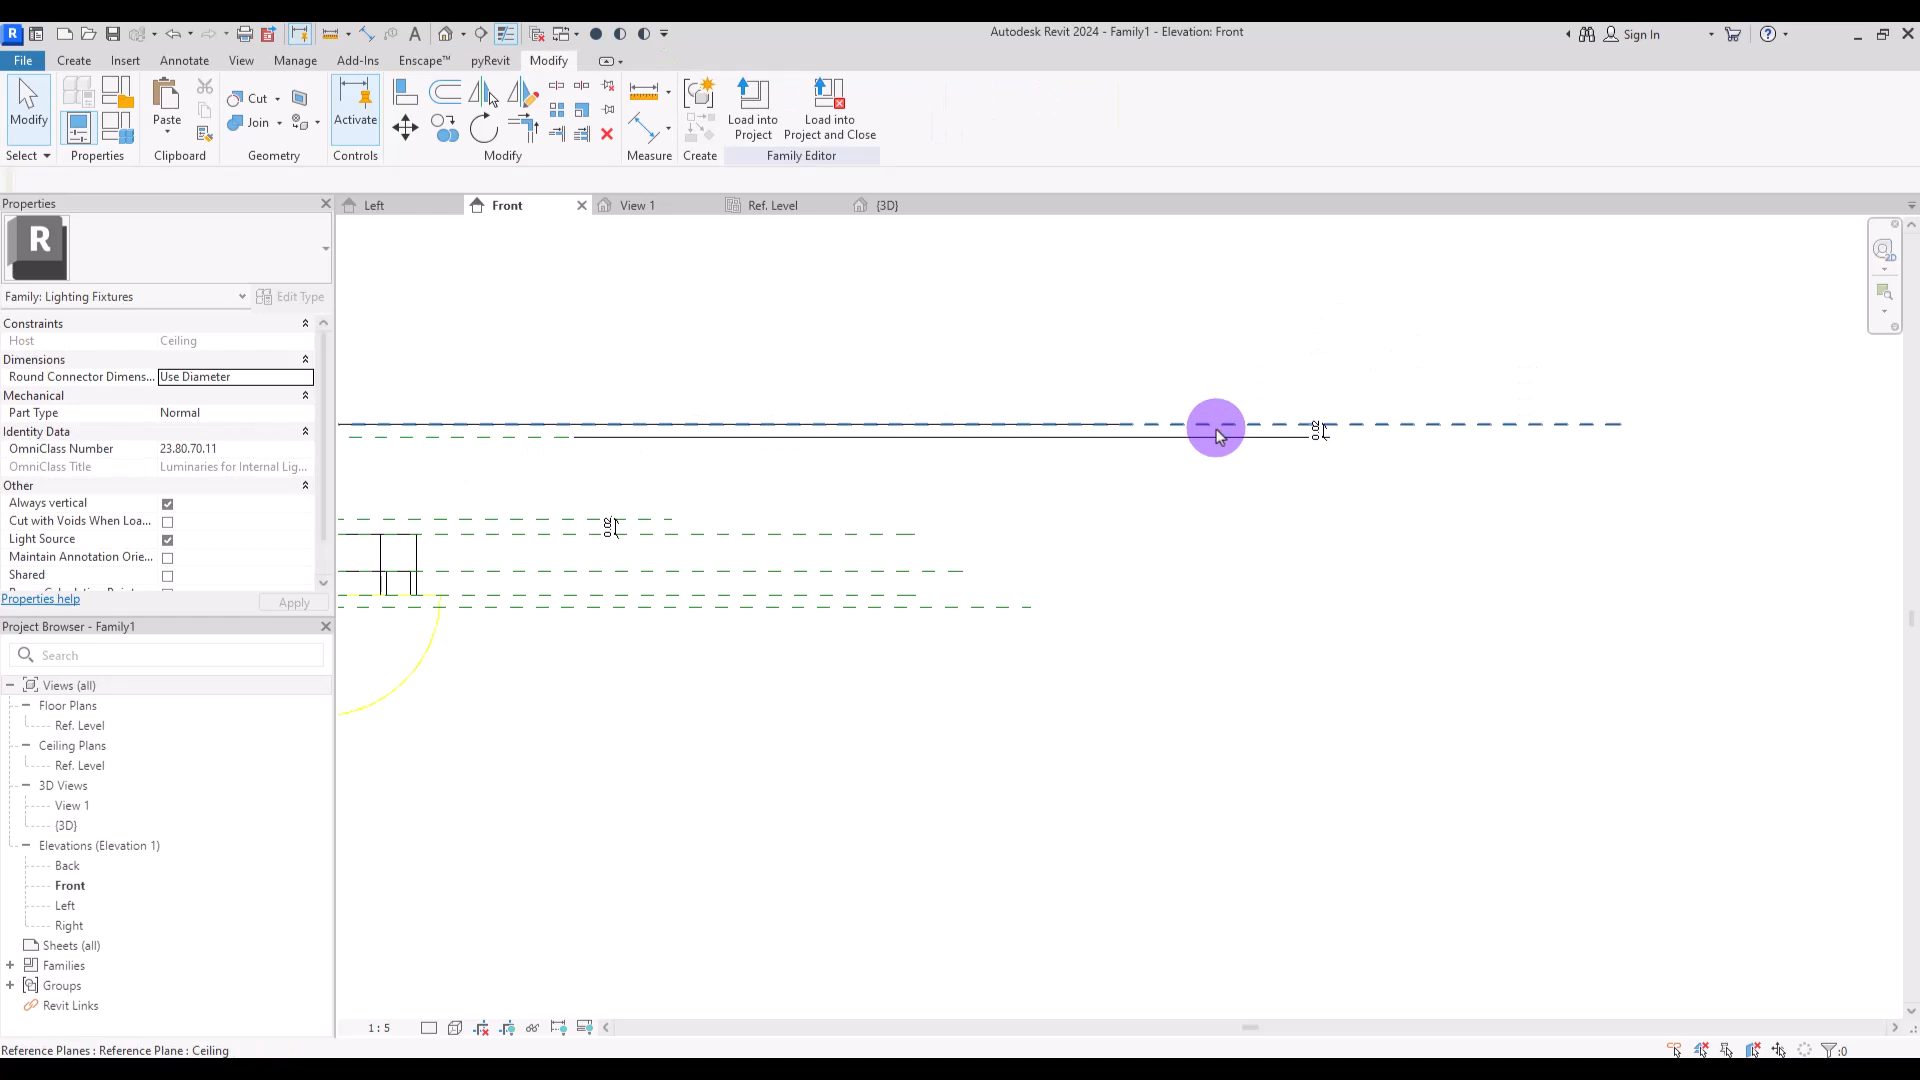 R
Autodesk Revit 2024 - Family1 - Elevation: Front
Sign In
File Create Insert Annotate View Manage Add-Ins Enscape™ pyRevit Modify
Modify
Paste
Cut
Join
Activate
Load into Project
Load into Project and Close
Select Properties Clipboard Geometry Controls Modify Measure Create Family Editor
Properties
Left
Front
View 1
Ref. Level
{3D}
R
Family: Lighting Fixtures
Edit Type
Constraints
Host Ceiling
Dimensions
Round Connector Dimens... Use Diameter
Mechanical
Part Type Normal
Identity Data
OmniClass Number 23.80.70.11
OmniClass Title Luminaries for Internal Lig...
Other
Always vertical
Cut with Voids When Loa...
Light Source
Maintain Annotation Orie...
Shared
Properties help
Apply
Project Browser - Family1
Search
Views (all)
Floor Plans
Ref. Level
Ceiling Plans
Ref. Level
3D Views
View 1
{3D}
Elevations (Elevation 1)
Back
Front
Left
Right
Sheets (all)
Families
Groups
Revit Links
0.02
0.02
2D
1 : 5
Reference Planes : Reference Plane : Ceiling
:0